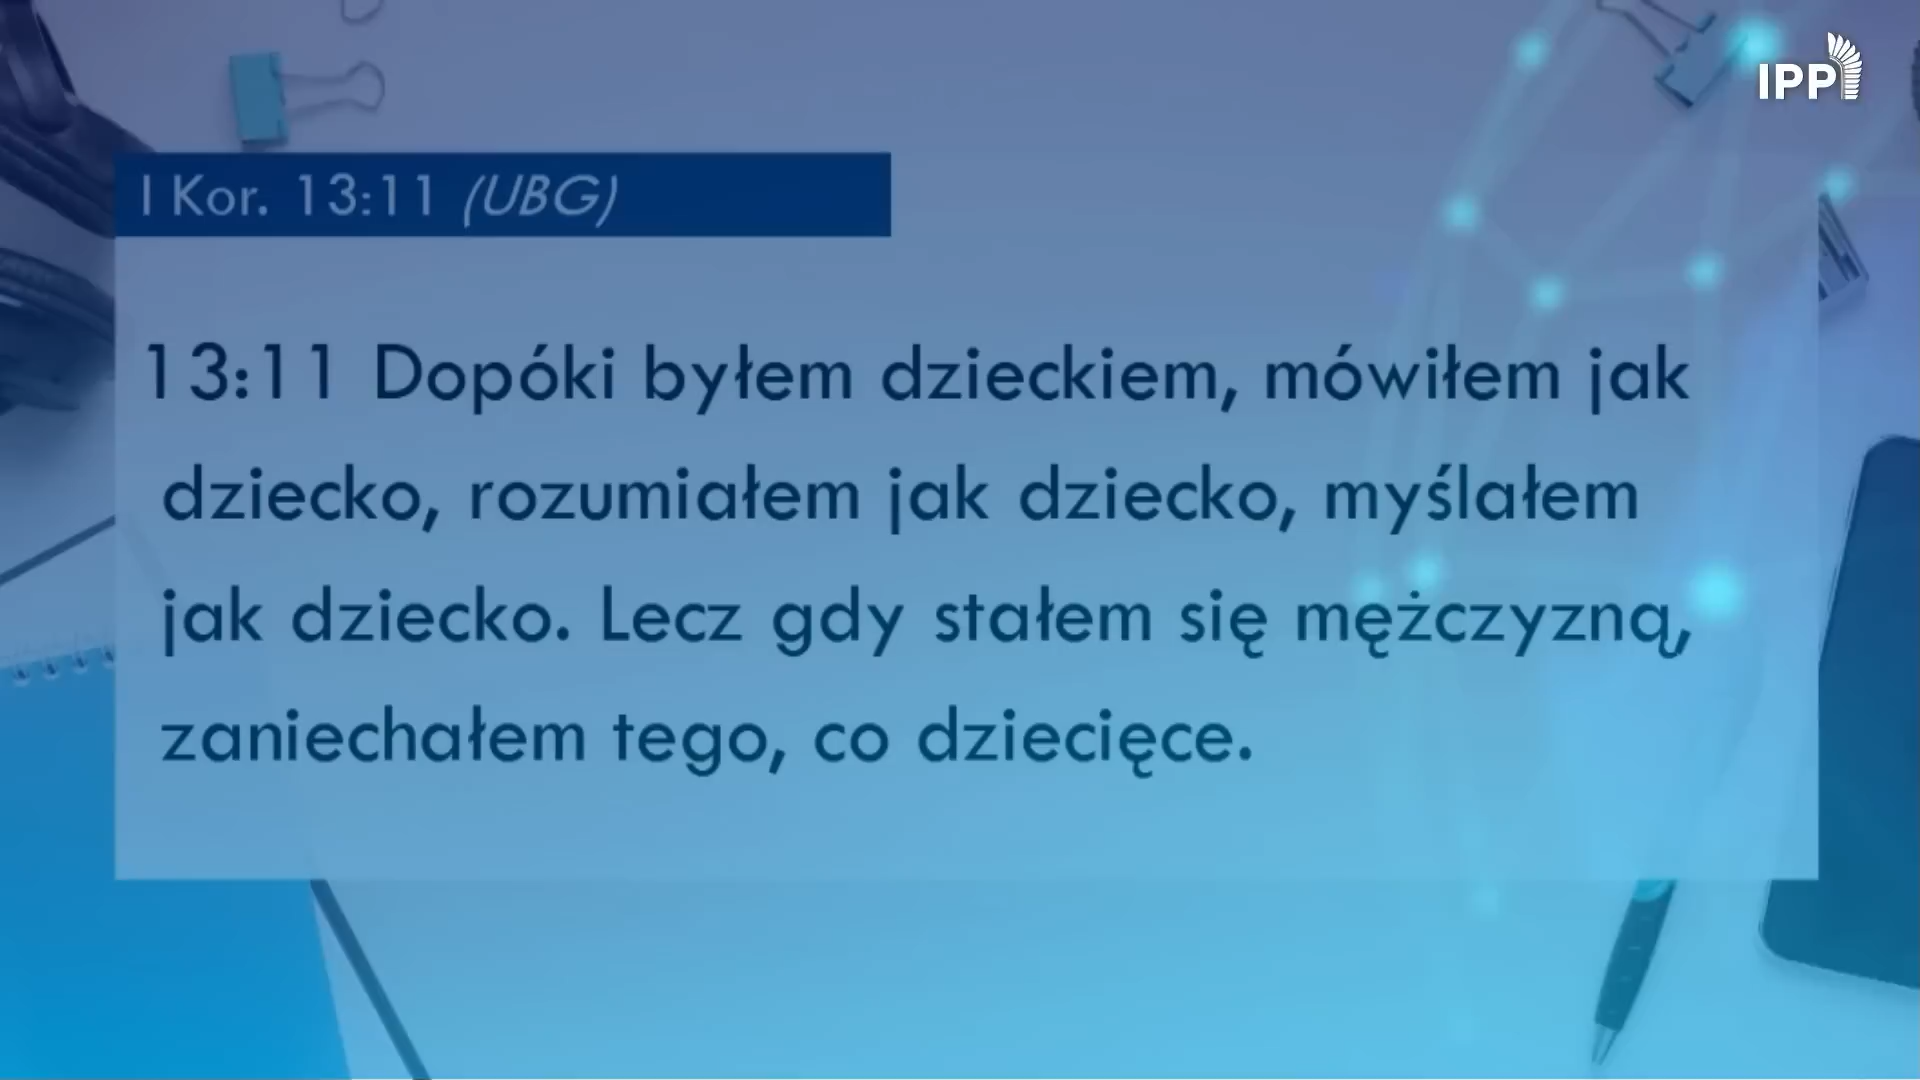 IPP
I Kor. 13:11 (UBG)
13:11 Dopóki byłem dzieckiem, mówiłem jak
dziecko, rozumiałem jak dziecko, myślałem
jak dziecko. Lecz gdy stałem się mężczyzną,
zaniechałem tego, co dziecięce.